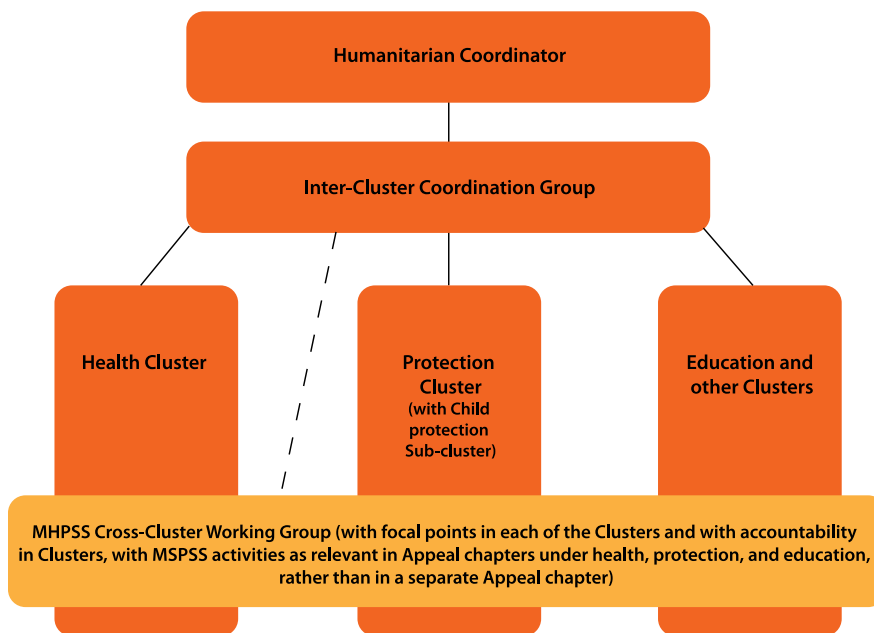 Humanitarian Coordinator
Inter-Cluster Coordination Group
Health Cluster
Protection
Cluster
(with Child
protection
Sub-cluster)
Education and
other Clusters
MHPSS Cross-Cluster Working Group (with focal points in each of the Clusters and with accountability
in Clusters, with MSPSS activities as relevant in Appeal chapters under health, protection, and education,
rather than in a separate Appeal chapter)